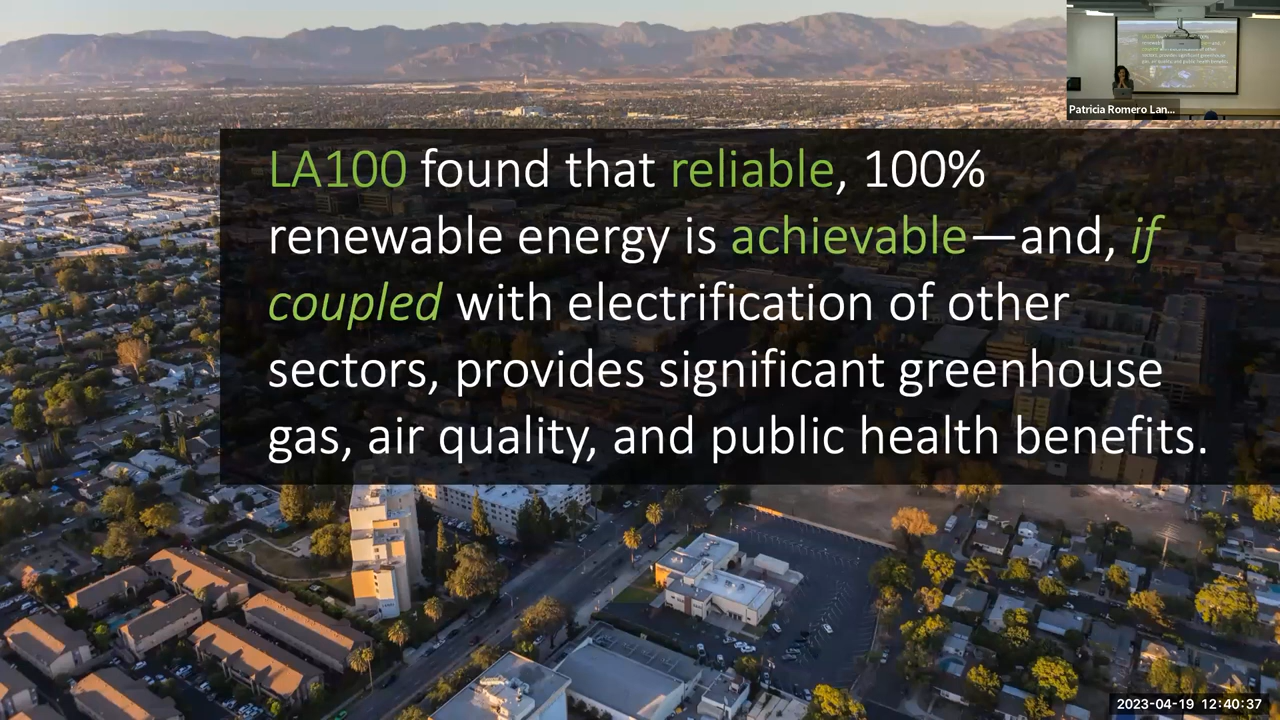 LA100 found that reliable, 100%
renewable energy is achievable—and, if
coupled with electrification of other
sectors, provides significant greenhouse
gas, air quality, and public health benefits.
Patricia Romero Lan...
2023-04-19 12:40:37